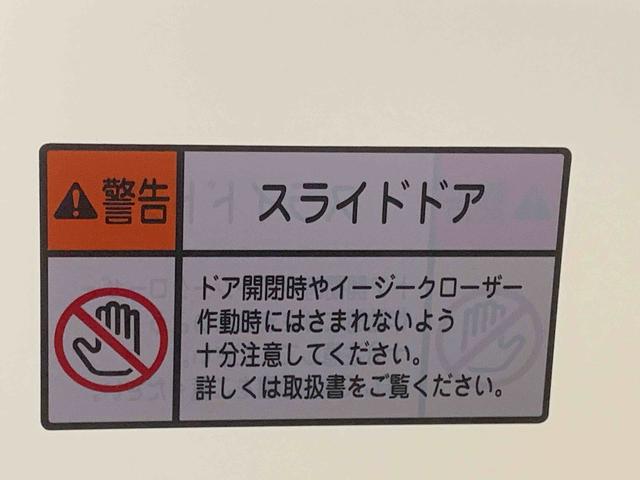 警告
スライドドア
ドア開閉時やイージークローザー
作動時にはさまれないよう
十分注意してください。
詳しくは取扱書をご覧ください。